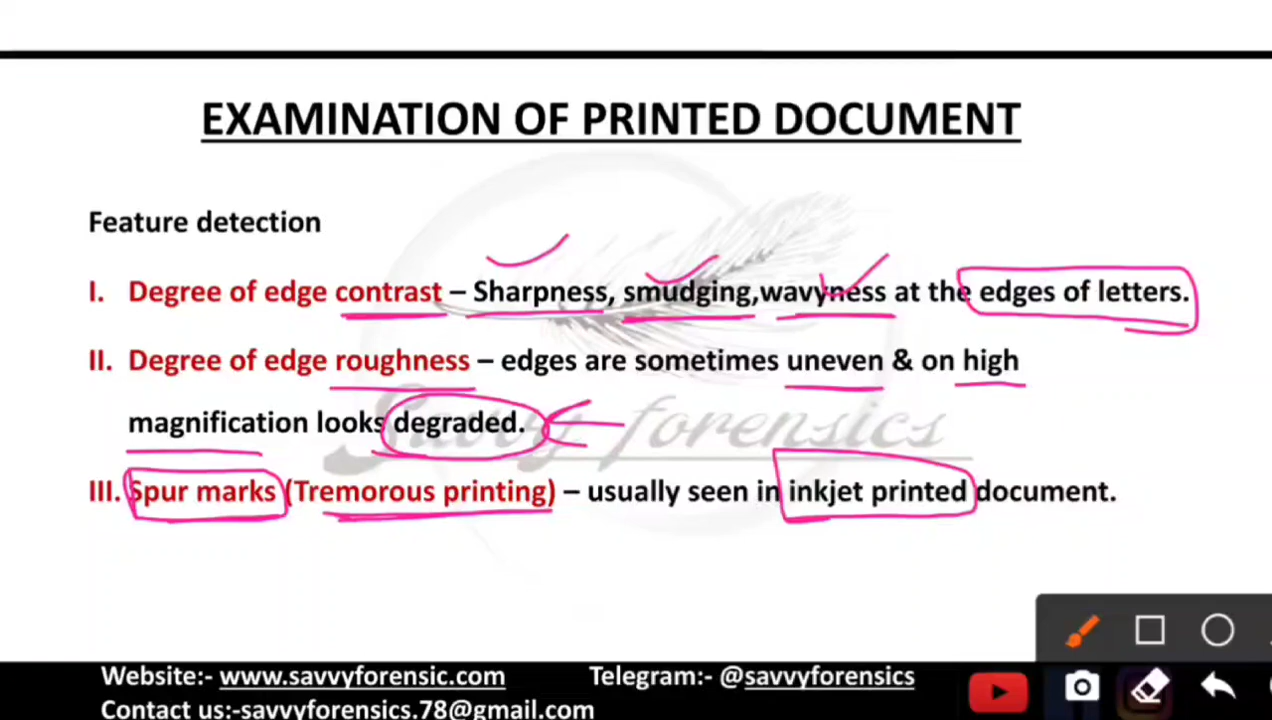 EXAMINATION OF PRINTED DOCUMENT
Feature detection
I. Degree of edge contrast – Sharpness, smudging,wavyness at the edges of letters.
II. Degree of edge roughness – edges are sometimes uneven & on high
magnification looks degraded.
Savvy forensics
III. Spur marks (Tremorous printing) – usually seen in inkjet printed document.
Website:- www.savvyforensic.com Telegram:- @savvyforensics
Contact us:-savvyforensics.78@gmail.com